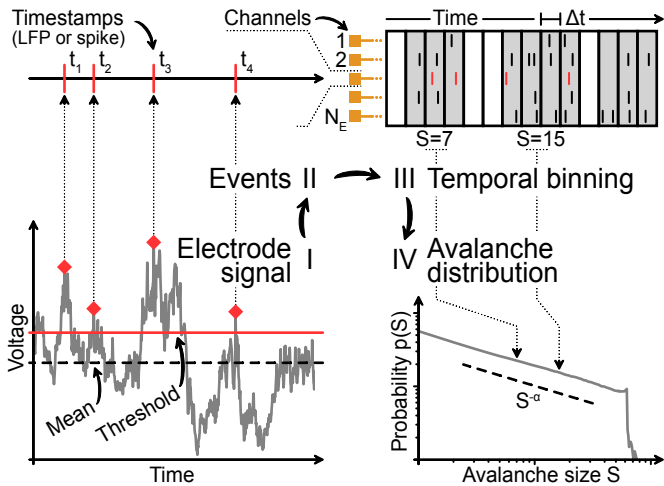 Timestamps
(LFP or spike)
t1 t2 t3 t4
Channels
1
2
NE
Time Δt
S=7 S=15
Events II
III Temporal binning
Electrode
signal I
IV Avalanche
distribution
Voltage
Mean
Threshold
Time
Probability p(S)
S-α
Avalanche size S